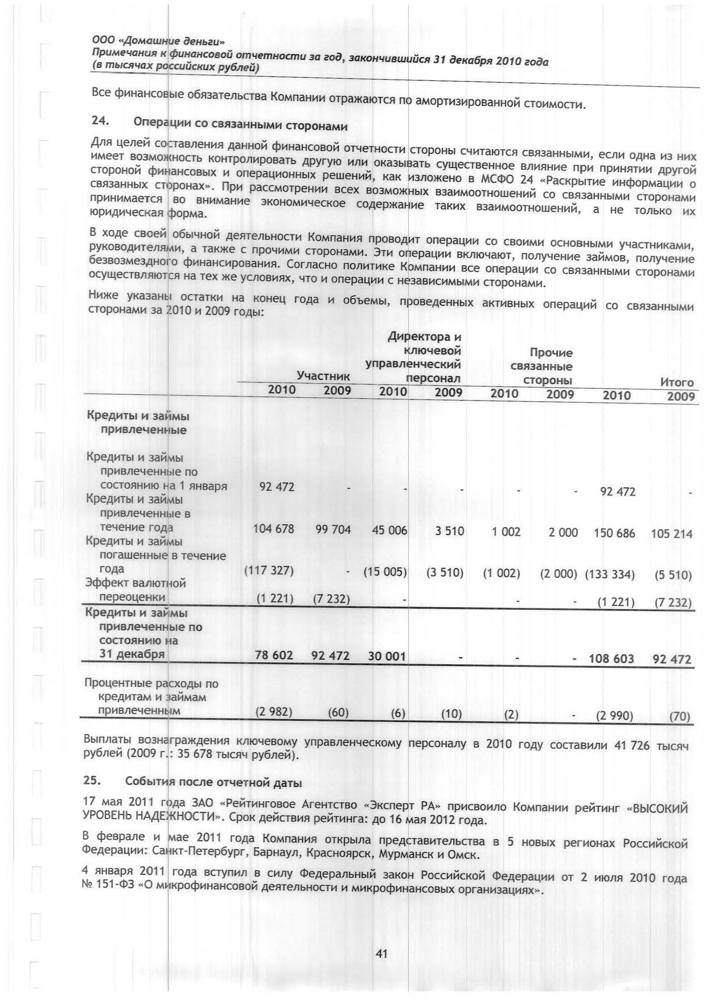 ООО «Домашние деньги»
Примечания к финансовой отчетности за год, закончившийся 31 декабря 2010 года
(в тысячах российских рублей)
Все финансовые обязательства Компании отражаются по амортизированной стоимости.
24. Операции со связанными сторонами
Для целей составления данной финансовой отчетности стороны считаются связанными, если одна из них
имеет возможность контролировать другую или оказывать существенное влияние при принятии другой
стороной финансовых и операционных решений, как изложено в МСФО 24 «Раскрытие информации о
связанных сторонах». При рассмотрении всех возможных взаимоотношений со связанными сторонами
принимается во внимание экономическое содержание таких взаимоотношений, а не только их
юридическая форма.
В ходе своей обычной деятельности Компания проводит операции со своими основными участниками,
руководителями, а также с прочими сторонами. Эти операции включают, получение займов, получение
безвозмездного финансирования. Согласно политике Компании все операции со связанными сторонами
осуществляются на тех же условиях, что и операции с независимыми сторонами.
Ниже указаны остатки на конец года и объемы, проведенных активных операций со связанными
сторонами за 2010 и 2009 годы:
Директора и
ключевой Прочие
управленческий связанные
Участник персонал стороны Итого
2010 2009 2010 2009 2010 2009 2010 2009
Кредиты и займы
привлеченные
Кредиты и займы
привлеченные по
состоянию на 1 января 92 472 - - - - - 92 472 -
Кредиты и займы
привлеченные в
течение года 104 678 99 704 45 006 3 510 1 002 2 000 150 686 105 214
Кредиты и займы
погашенные в течение
года (117 327) - (15 005) (3 510) (1 002) (2 000) (133 334) (5 510)
Эффект валютной
переоценки (1 221) (7 232) - - - (1 221) (7 232)
Кредиты и займы
привлеченные по
состоянию на
31 декабря 78 602 92 472 30 001 - - - 108 603 92 472
Процентные расходы по
кредитам и займам
привлеченным (2 982) (60) (6) (10) (2) - (2 990) (70)
Выплаты вознаграждения ключевому управленческому персоналу в 2010 году составили 41 726 тысяч
рублей (2009 г.: 35 678 тысяч рублей).
25. События после отчетной даты
17 мая 2011 года ЗАО «Рейтинговое Агентство «Эксперт РА» присвоило Компании рейтинг «ВЫСОКИЙ
УРОВЕНЬ НАДЕЖНОСТИ». Срок действия рейтинга: до 16 мая 2012 года.
В феврале и мае 2011 года Компания открыла представительства в 5 новых регионах Российской
Федерации: Санкт-Петербург, Барнаул, Красноярск, Мурманск и Омск.
4 января 2011 года вступил в силу Федеральный закон Российской Федерации от 2 июля 2010 года
№ 151-ФЗ «О микрофинансовой деятельности и микрофинансовых организациях».
41